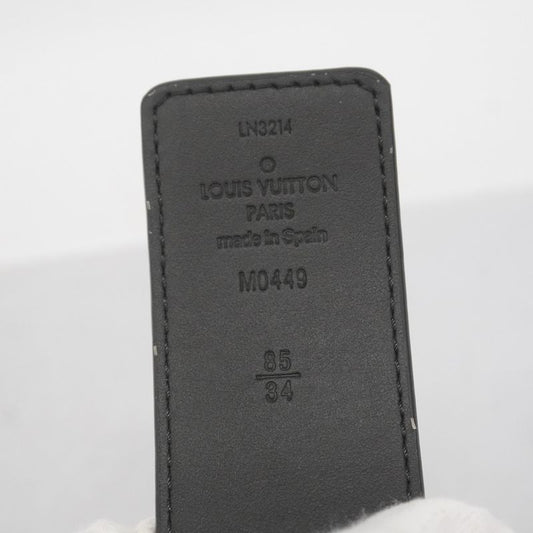 LN3214
LOUIS VUITTON
PARIS
made in Spain
M0449
85
34